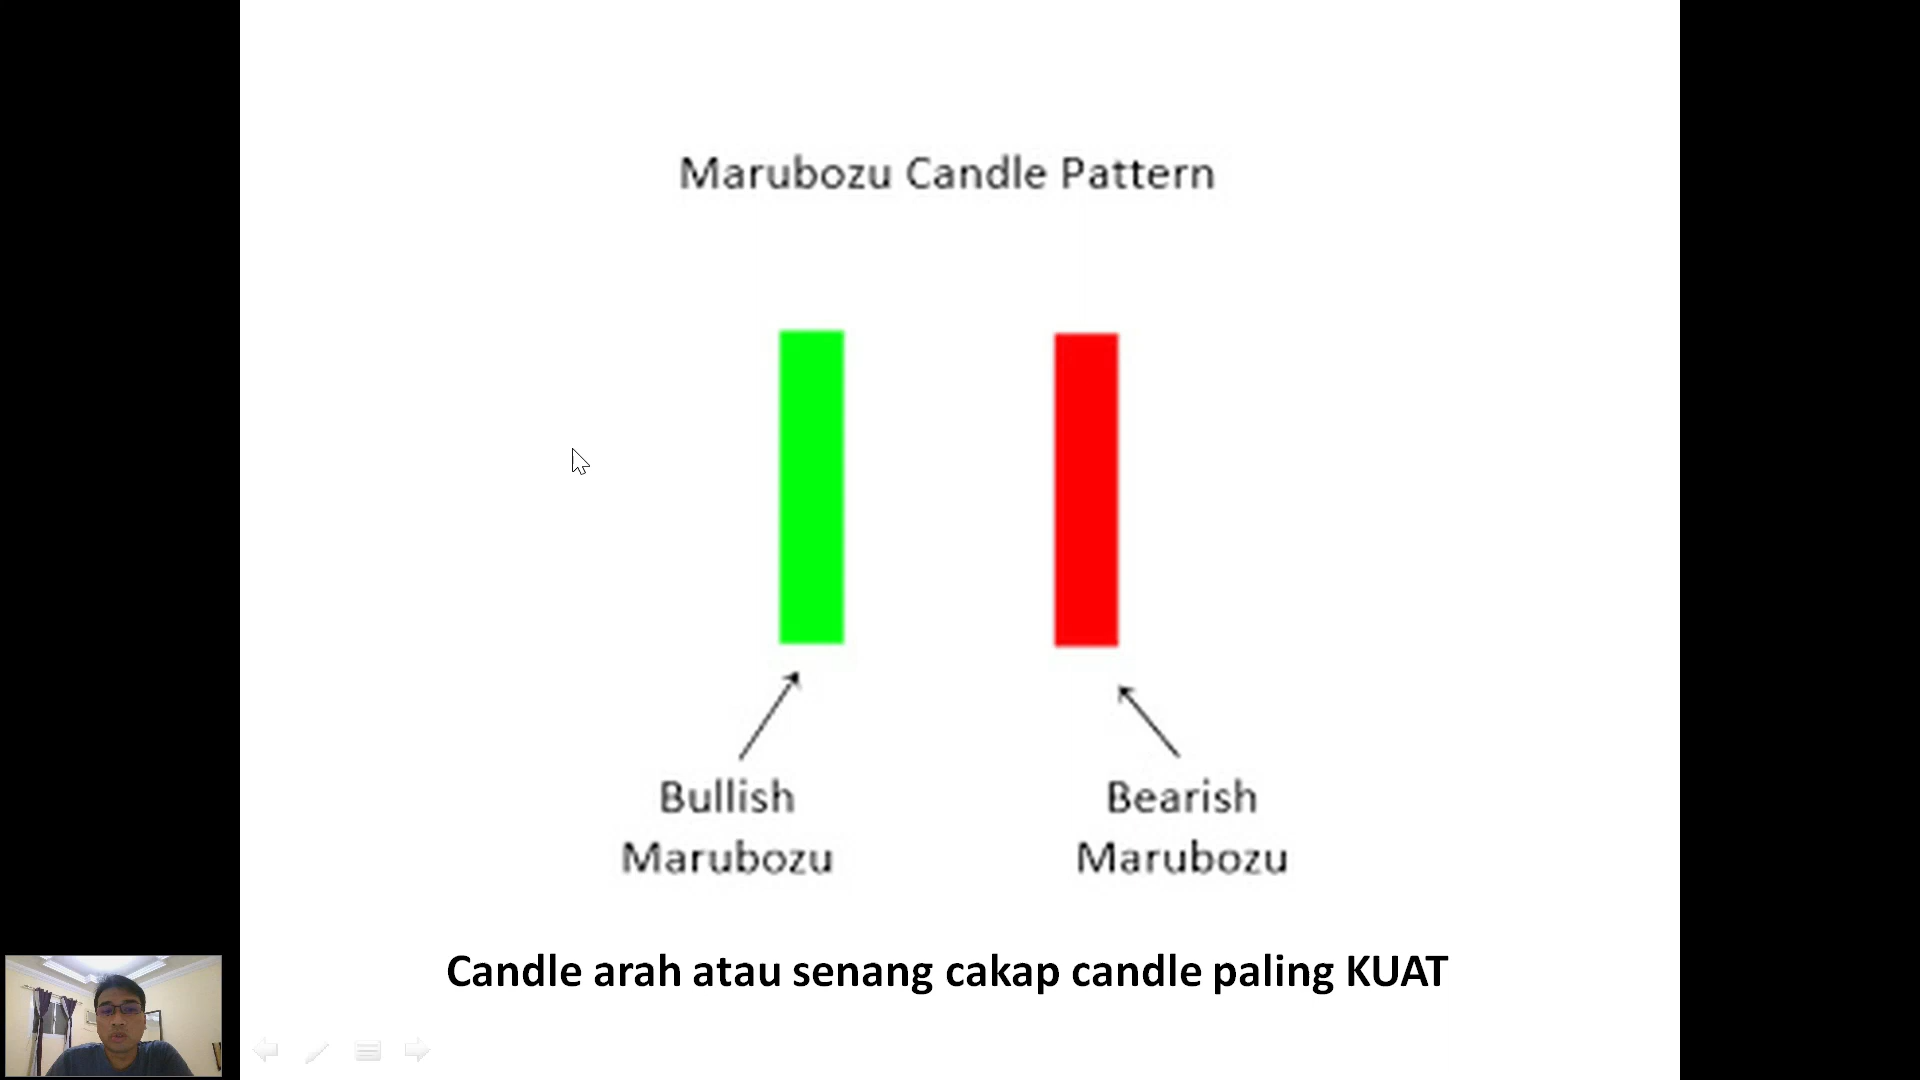 Marubozu Candle Pattern
Bullish
Marubozu
Bearish
Marubozu
Candle arah atau senang cakap candle paling KUAT